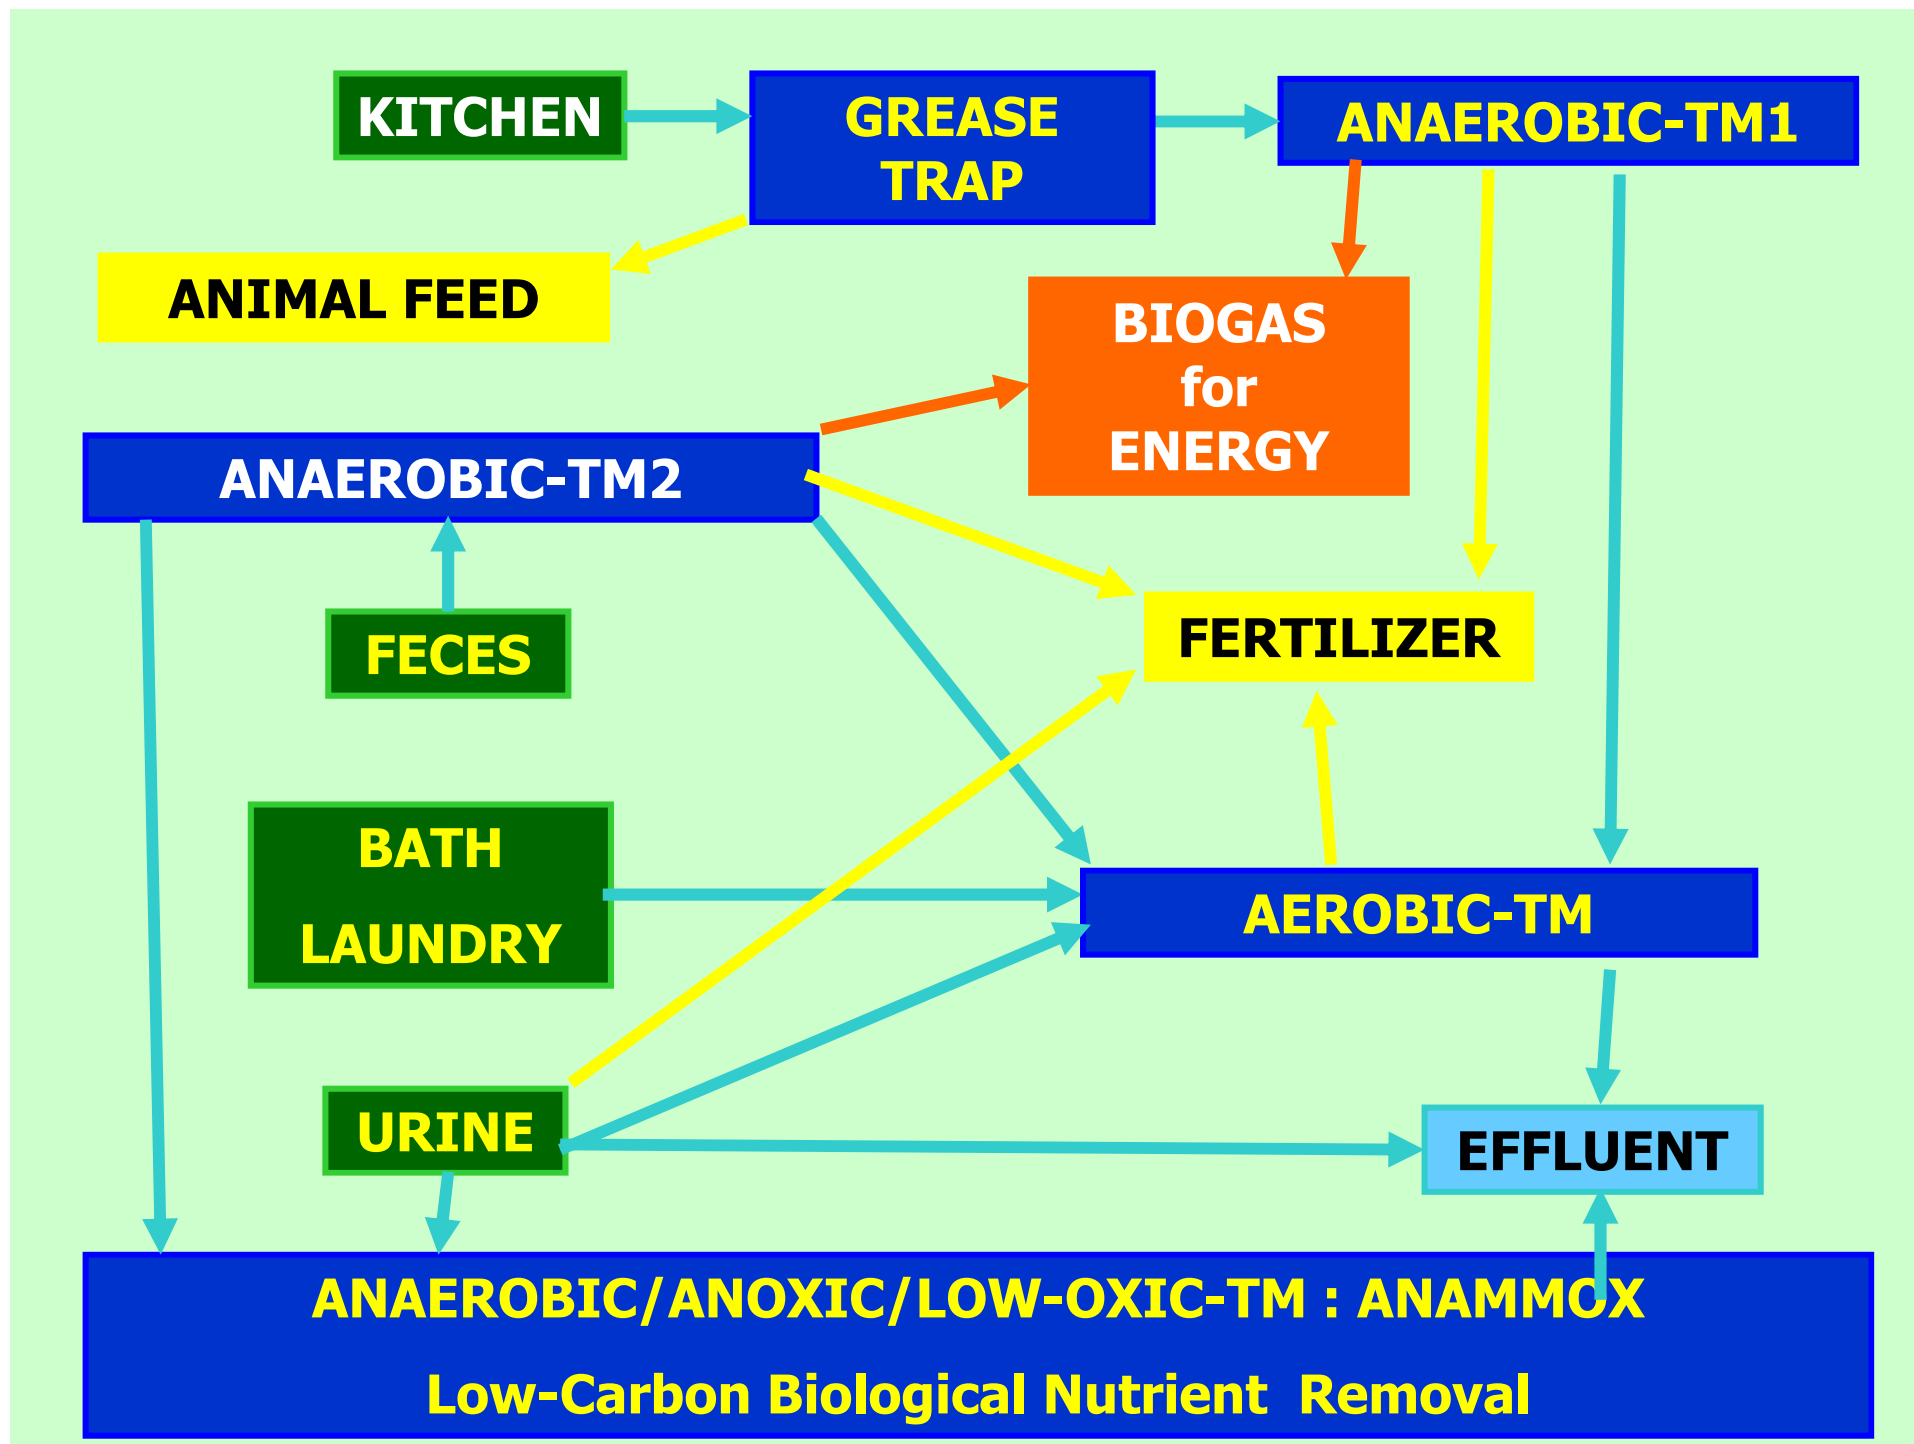 KITCHEN
GREASE
TRAP
ANAEROBIC-TM1
ANIMAL FEED
BIOGAS
for
ENERGY
ANAEROBIC-TM2
FECES
FERTILIZER
BATH
LAUNDRY
AEROBIC-TM
URINE
EFFLUENT
ANAEROBIC/ANOXIC/LOW-OXIC-TM : ANAMMOX
Low-Carbon Biological Nutrient  Removal